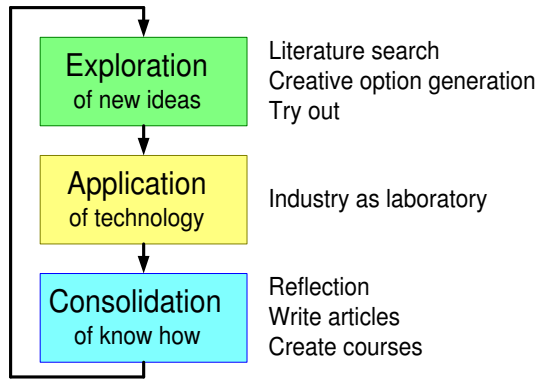 Exploration
of new ideas
Literature search
Creative option generation
Try out
Application
of technology
Industry as laboratory
Consolidation
of know how
Reflection
Write articles
Create courses